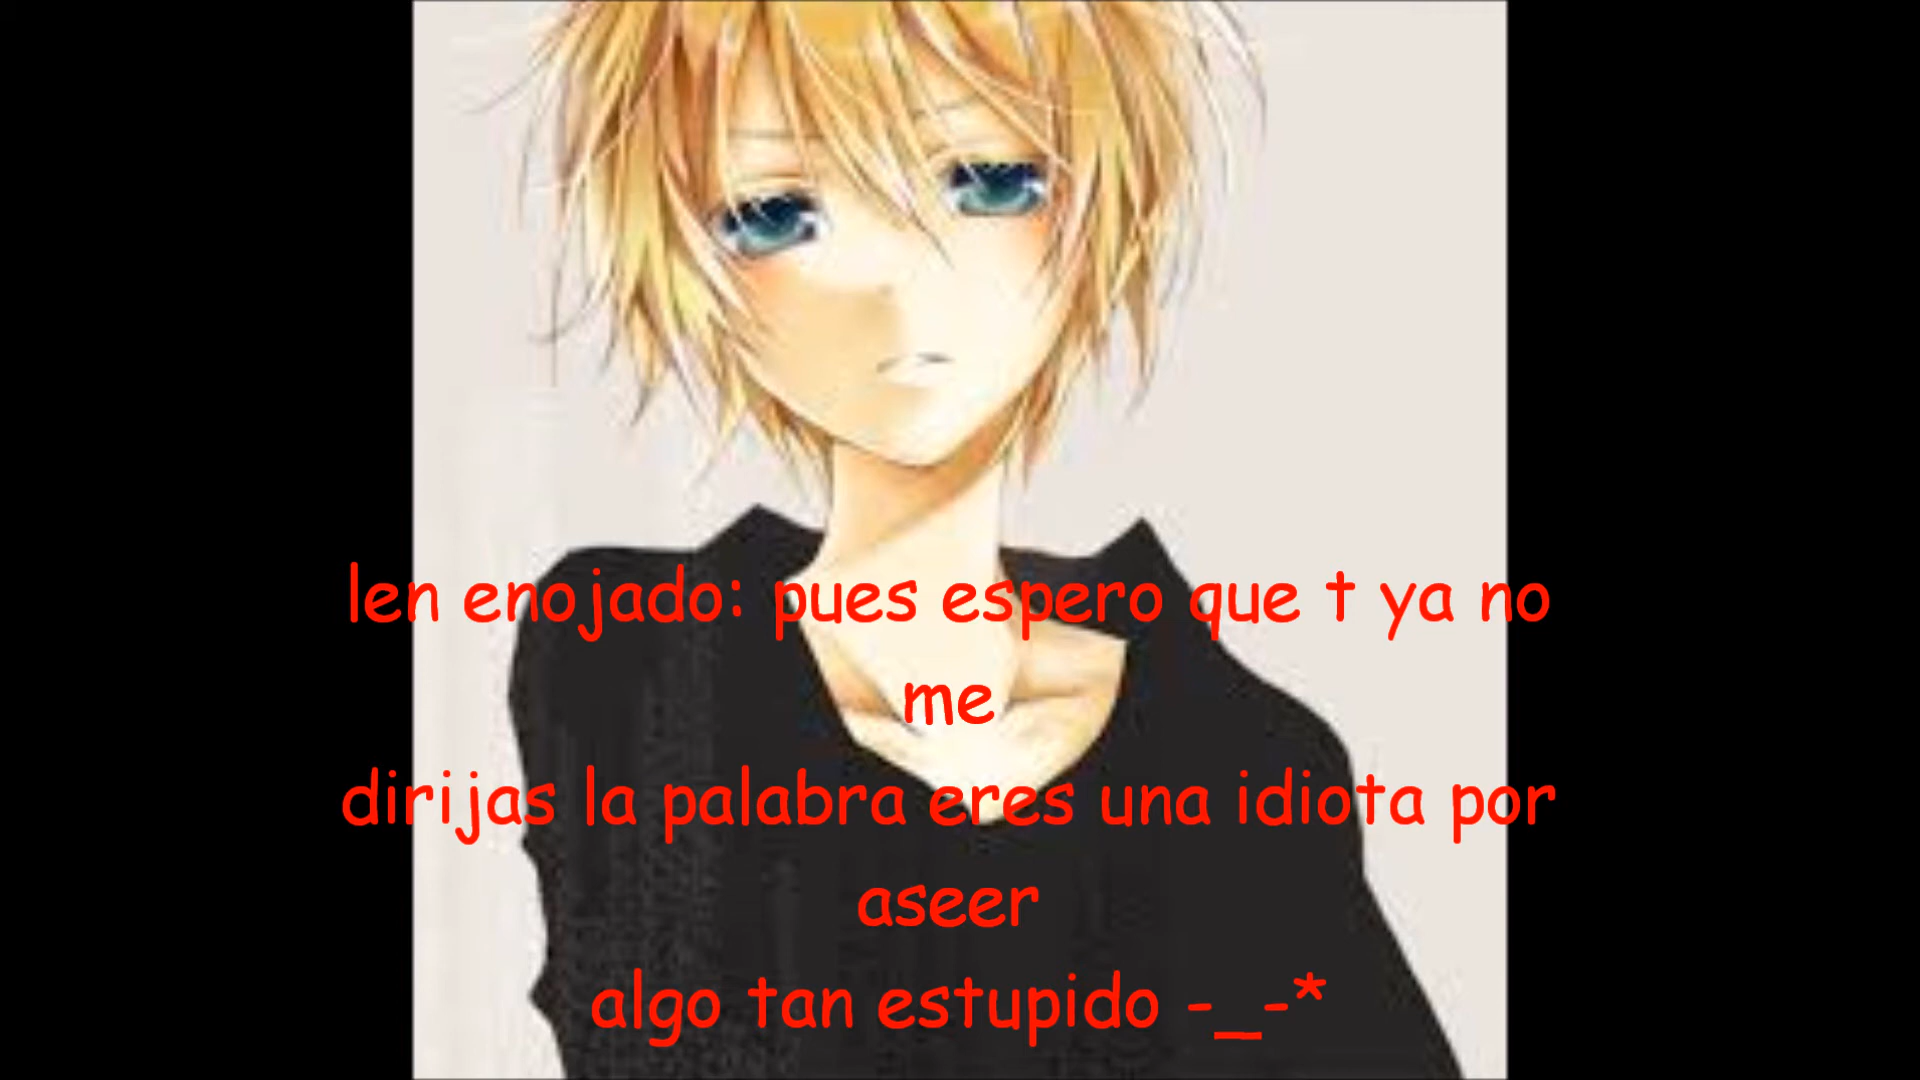 len enojado: pues espero que t ya no
me
dirijas la palabra eres una idiota por
aseer
algo tan estupido -_-*